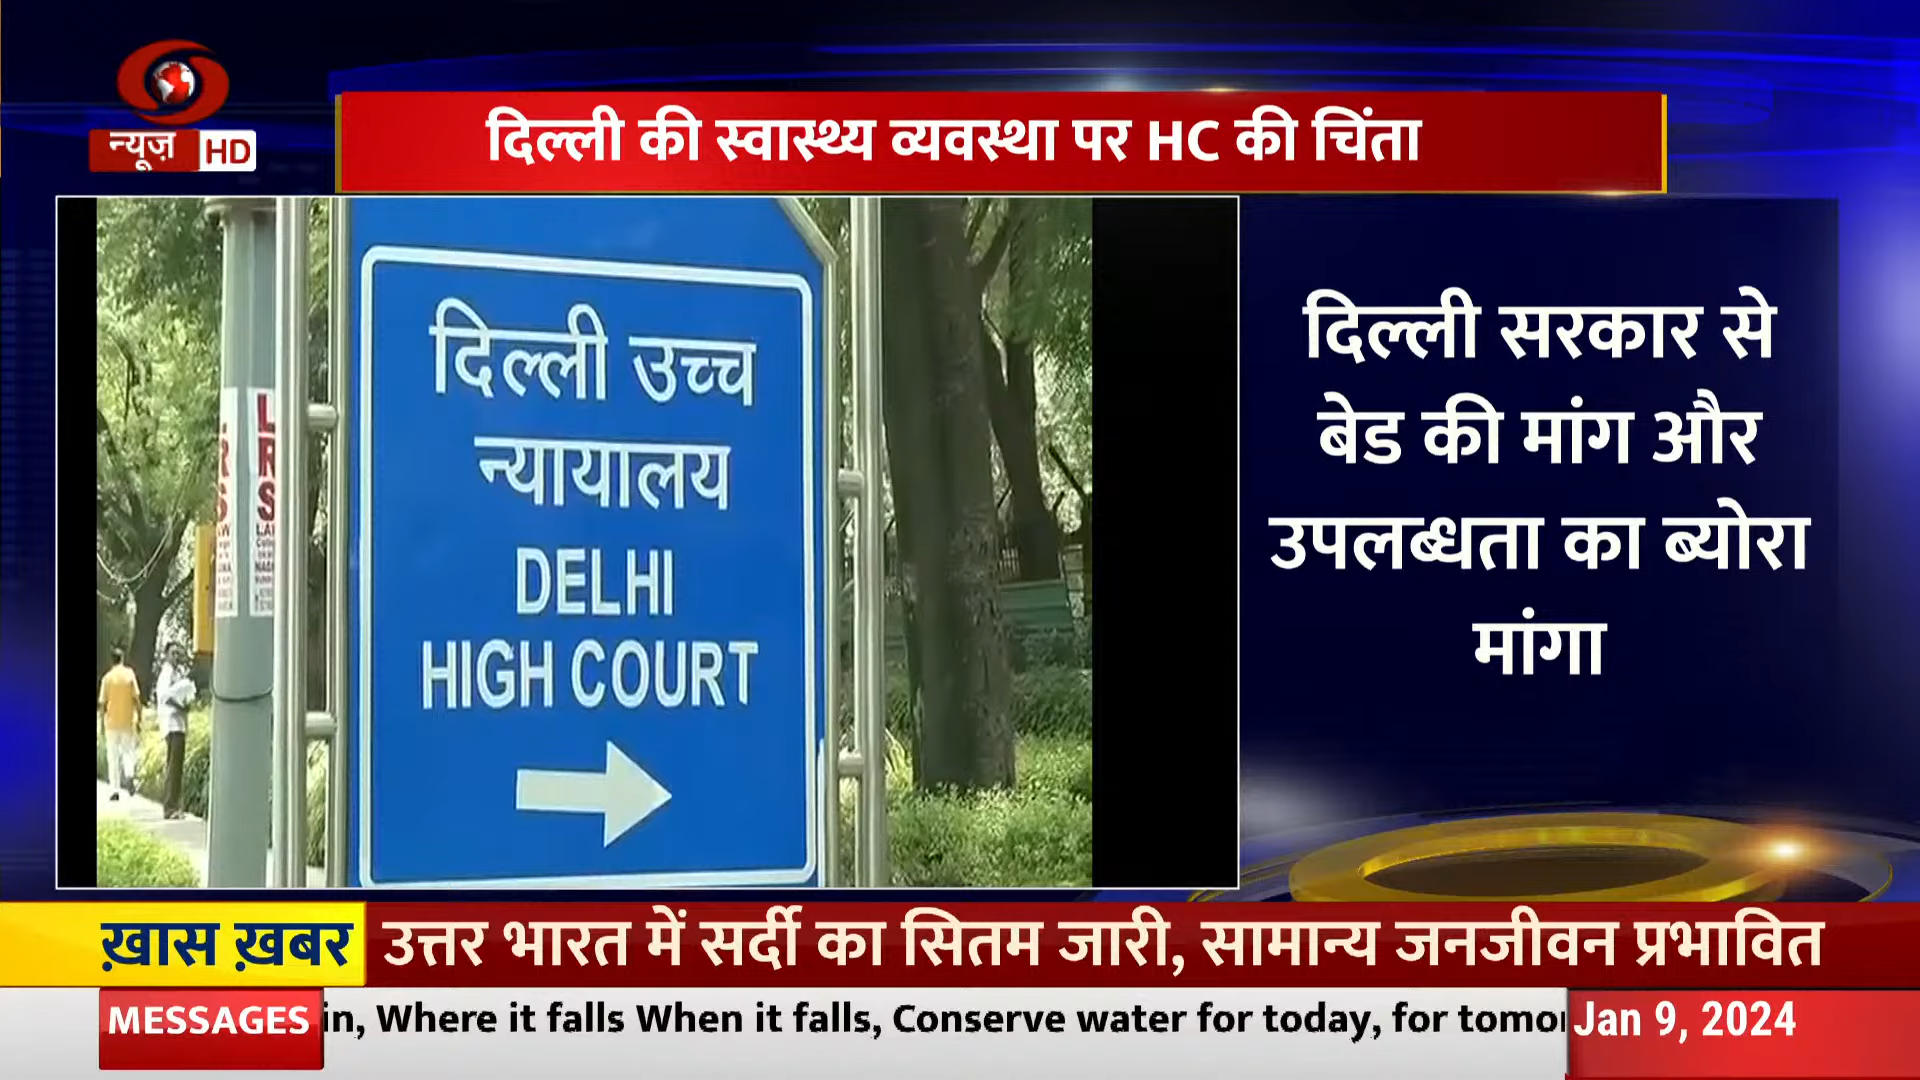 न्यूज़ HD
दिल्ली की स्वास्थ्य व्यवस्था पर HC की चिंता
दिल्ली उच्च
न्यायालय
DELHI
HIGH COURT
दिल्ली सरकार से
बेड की मांग और
उपलब्धता का ब्योरा
मांगा
ख़ास ख़बर उत्तर भारत में सर्दी का सितम जारी, सामान्य जनजीवन प्रभावित
MESSAGES in, Where it falls When it falls, Conserve water for today, for Jan 9, 2024